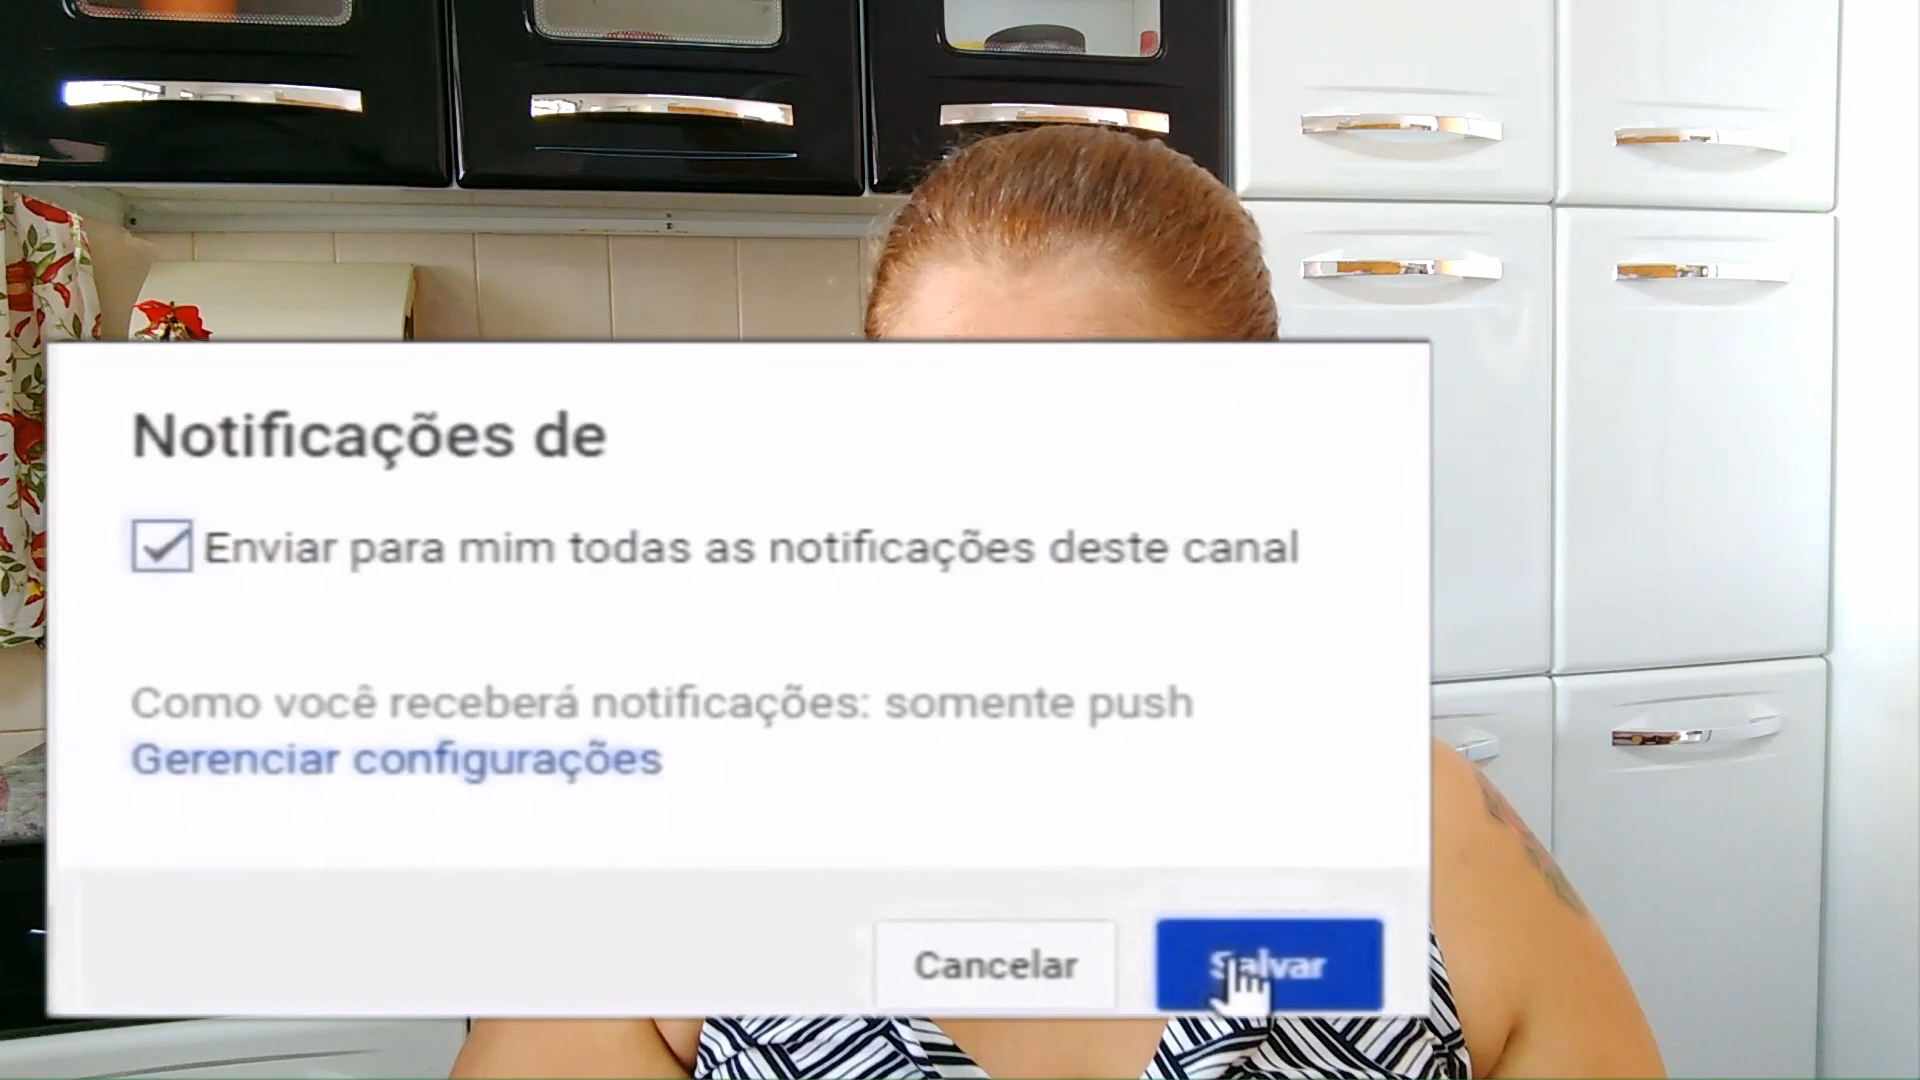 Notificações de
Enviar para mim todas as notificações deste canal
Como você receberá notificações: somente push
Gerenciar configurações
Cancelar
Salvar